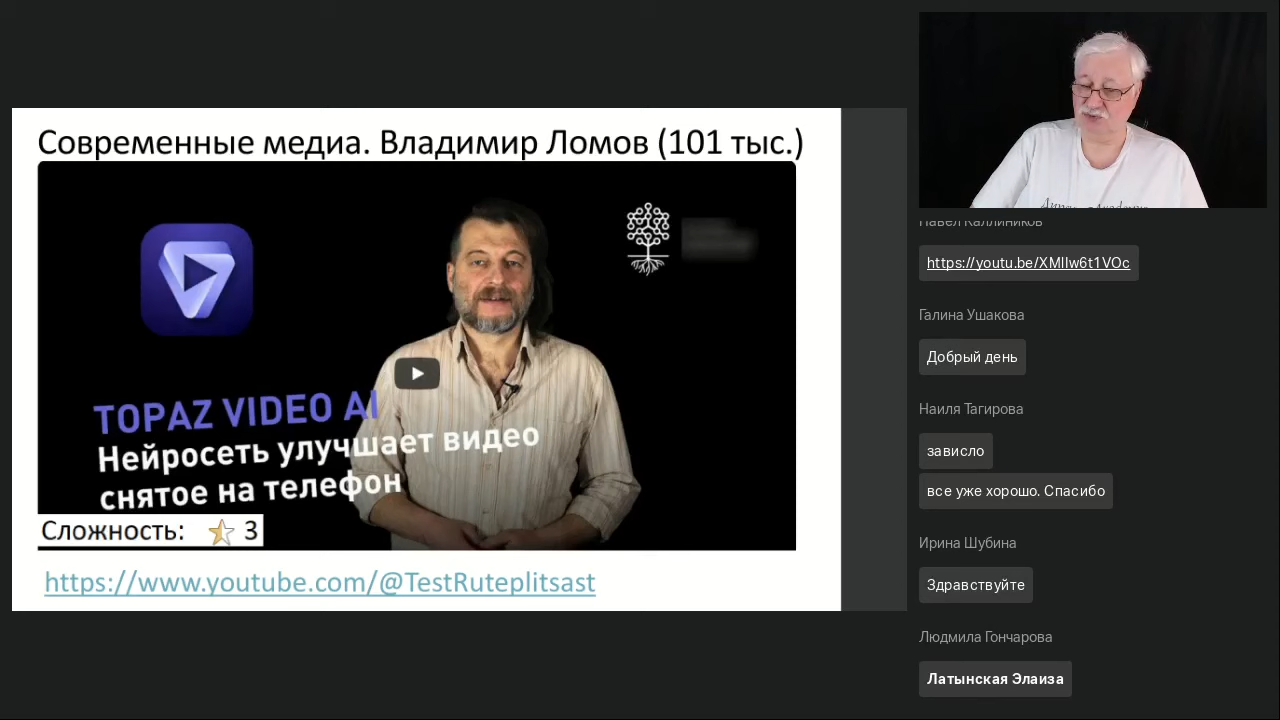 Современные медиа. Владимир Ломов (101 тыс.)
TOPAZ VIDEO AI
Нейросеть улучшает видео
снятое на телефон
Сложность: 3
https://www.youtube.com/@TestRuteplitsast
Павел Каллиников
https://youtu.be/XMlIw6t1VOc
Галина Ушакова
Добрый день
Наиля Тагирова
зависло
все уже хорошо. Спасибо
Ирина Шубина
Здравствуйте
Людмила Гончарова
Латынская Элаиза